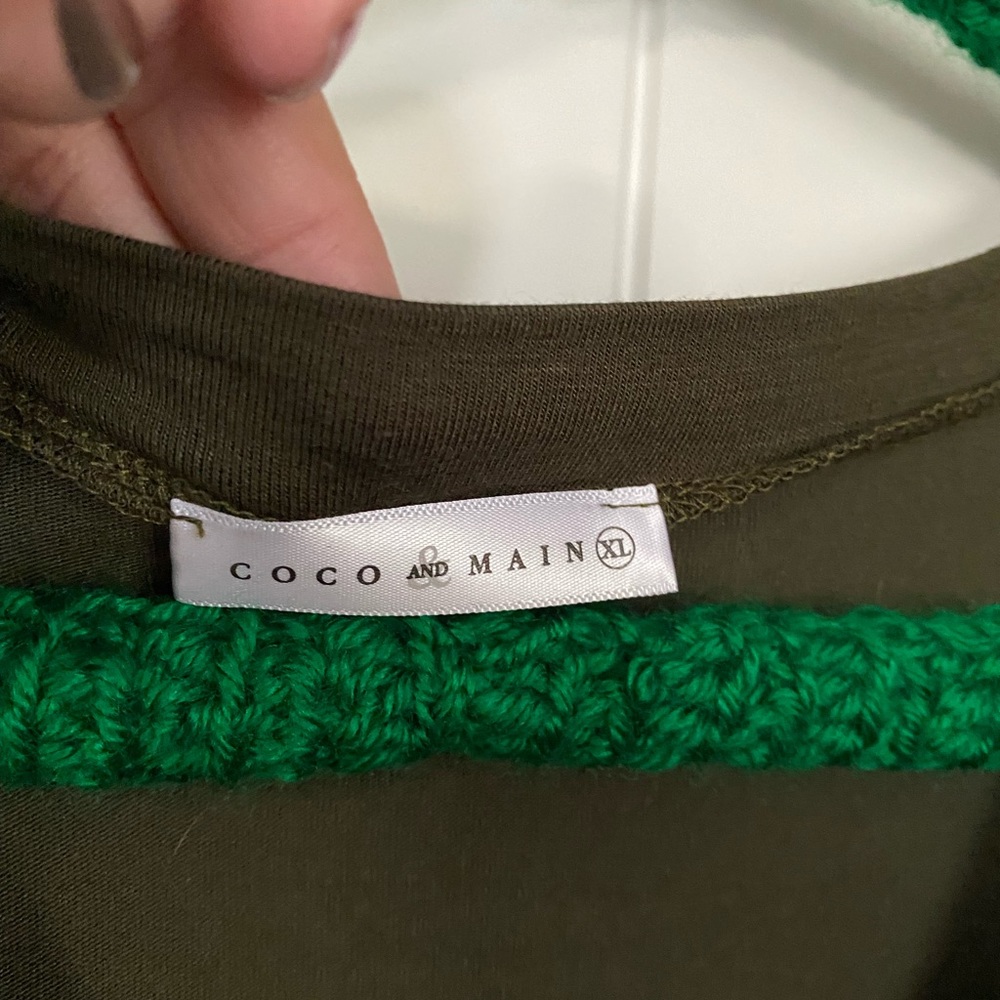 COCO AND & MAIN XL